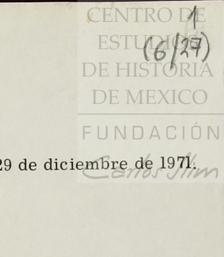 1
(6/27)
CENTRO DE
ESTUDIOS
DE HISTORIA
DE MEXICO
FUNDACIÓN
Carlos Slim
29 de diciembre de 1971.